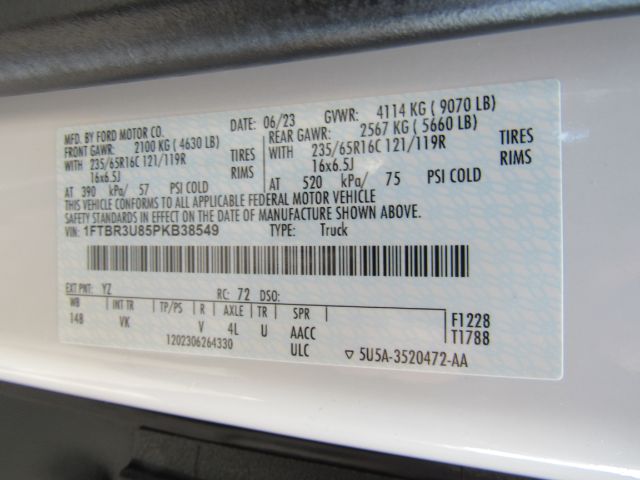 MFD. BY FORD MOTOR CO. DATE: 06/23 GVWR: 4114 KG ( 9070 LB)
FRONT GAWR: 2100 KG ( 4630 LB) REAR GAWR: 2567 KG ( 5660 LB)
WITH 235/65R16C 121/119R TIRES WITH 235/65R16C 121/119R TIRES
16x6.5J RIMS 16x6.5J RIMS
AT 390 kPa/ 57 PSI COLD AT 520 kPa/ 75 PSI COLD
THIS VEHICLE CONFORMS TO ALL APPLICABLE FEDERAL MOTOR VEHICLE
SAFETY STANDARDS IN EFFECT ON THE DATE OF MANUFACTURE SHOWN ABOVE.
VIN: 1FTBR3U85PKB38549 TYPE: Truck
EXT PNT: YZ RC: 72 DSO:
WB INT TR TP/PS R AXLE TR SPR F1228
148 VK V 4L U AACC T1788
1202306264330 ULC ▽ 5U5A-3520472-AA